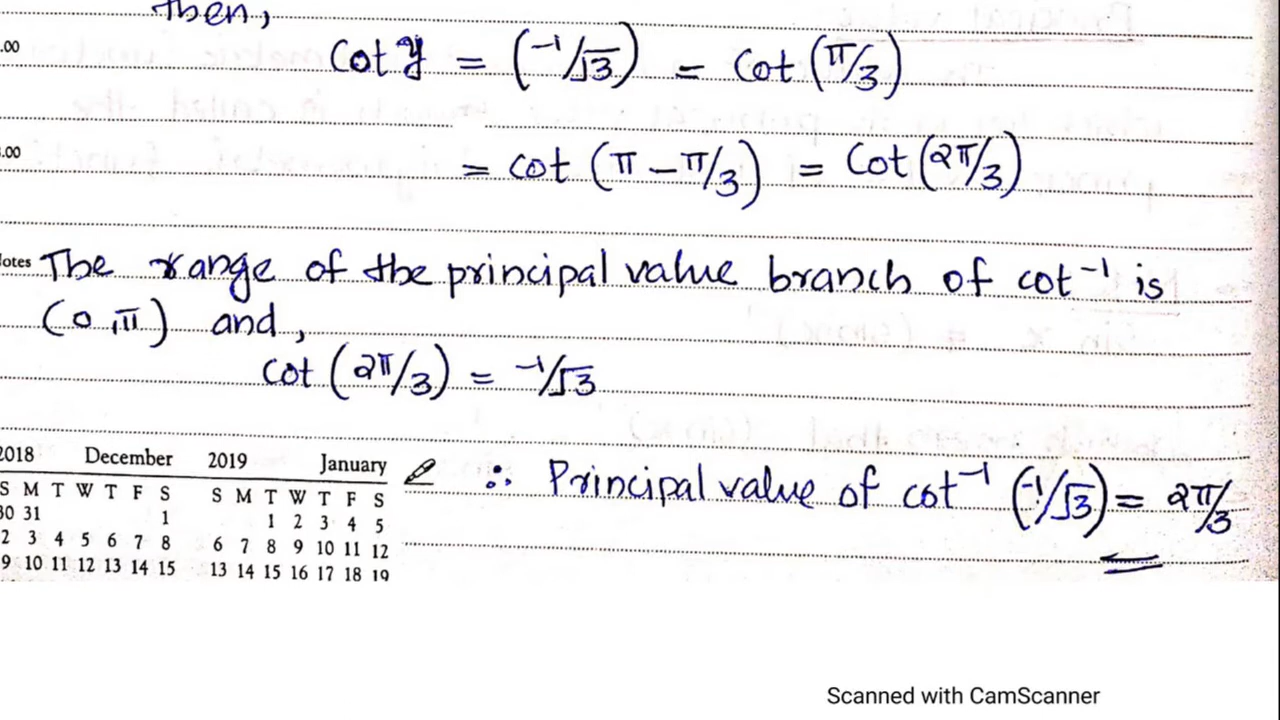 then,
.00
cot y = (-1/√3) = cot (π/3)
.00
= cot (π - π/3) = cot (2π/3)
otes The range of the principal value branch of cot⁻¹ is
(0, π) and,
cot (2π/3) = -1/√3
2018 December 2019 January
S M T W T F S S M T W T F S
30 31 1 1 2 3 4 5
2 3 4 5 6 7 8 6 7 8 9 10 11 12
9 10 11 12 13 14 15 13 14 15 16 17 18 19
∴ Principal value of cot⁻¹ (-1/√3) = 2π/3
Scanned with CamScanner